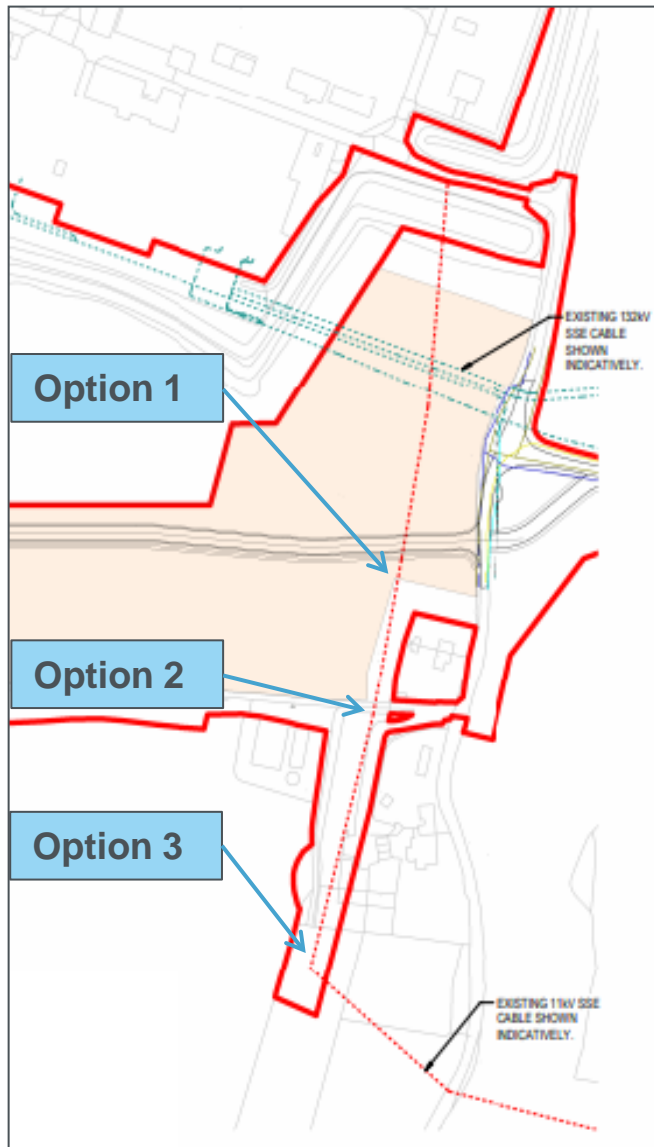 EXISTING 132kV
SSE CABLE
SHOWN
INDICATIVELY.
Option 1
Option 2
Option 3
EXISTING 11kV SSE
CABLE SHOWN
INDICATIVELY.